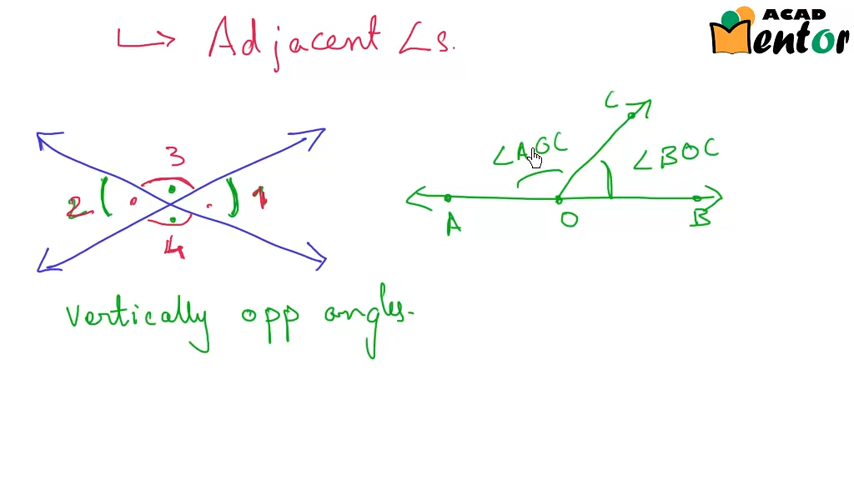 Adjacent ∠s.
ACAD
Mentor
3
2
1
4
C
∠AOC
∠BOC
A
O
B
Vertically opp angles.